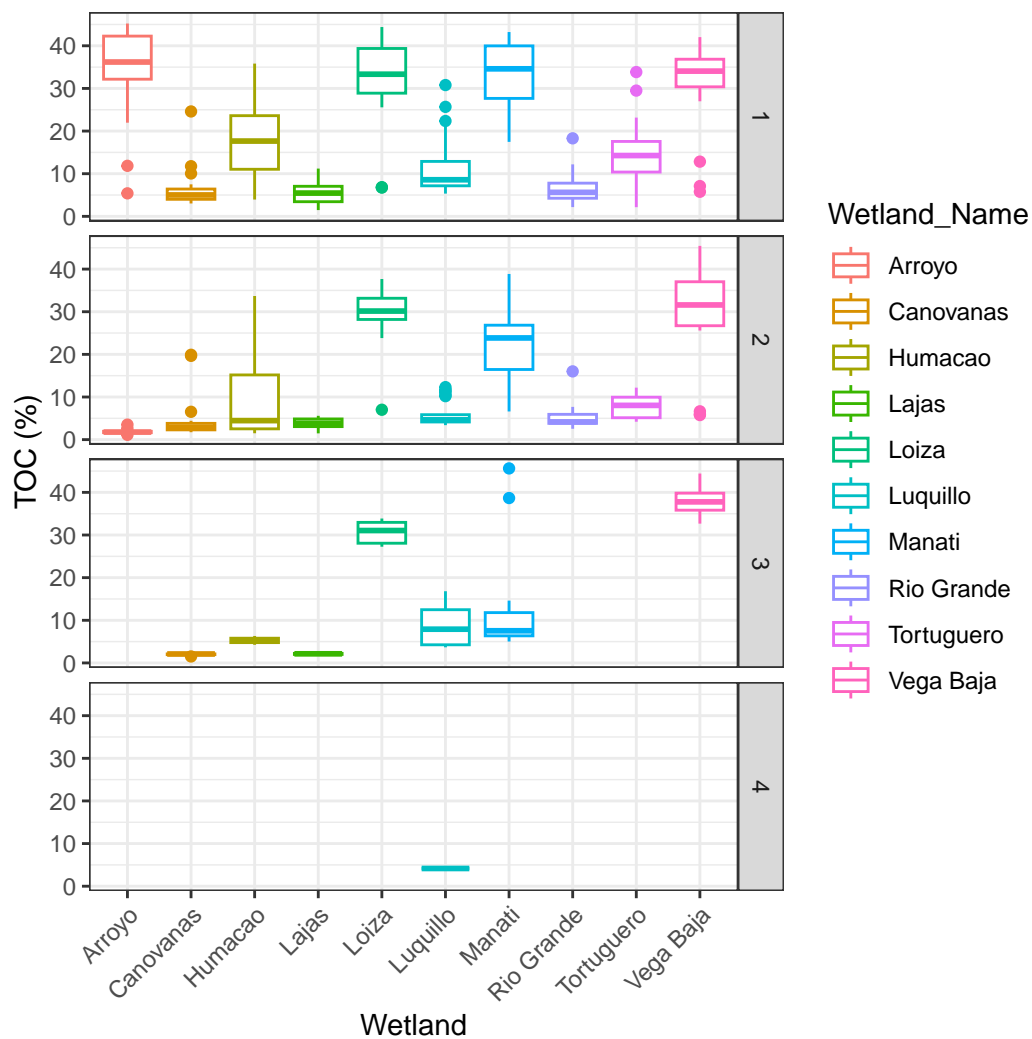 TOC (%)
40
30
20
10
0
1
40
30
20
10
0
2
40
30
20
10
0
3
40
30
20
10
0
4
Arroyo
Canovanas
Humacao
Lajas
Loiza
Luquillo
Manati
Rio Grande
Tortuguero
Vega Baja
Wetland
Wetland_Name
Arroyo
Canovanas
Humacao
Lajas
Loiza
Luquillo
Manati
Rio Grande
Tortuguero
Vega Baja